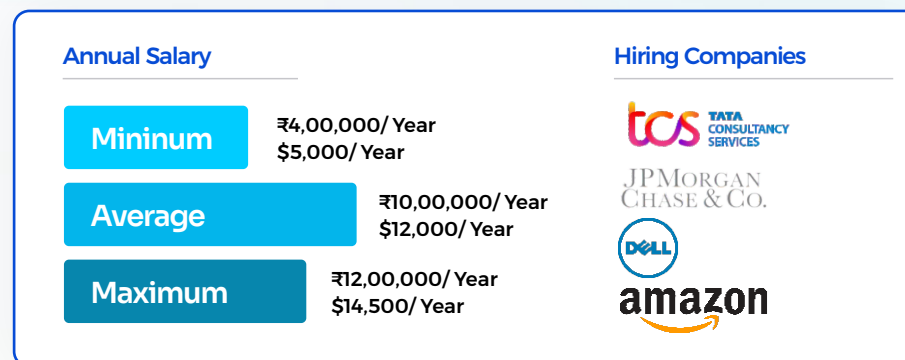 Annual Salary
Mininum
₹4,00,000/ Year
$5,000/ Year
Average
₹10,00,000/ Year
$12,000/ Year
Maximum
₹12,00,000/ Year
$14,500/ Year
Hiring Companies
tcs TATA
CONSULTANCY
SERVICES
JPMORGAN
CHASE & CO.
DELL
amazon